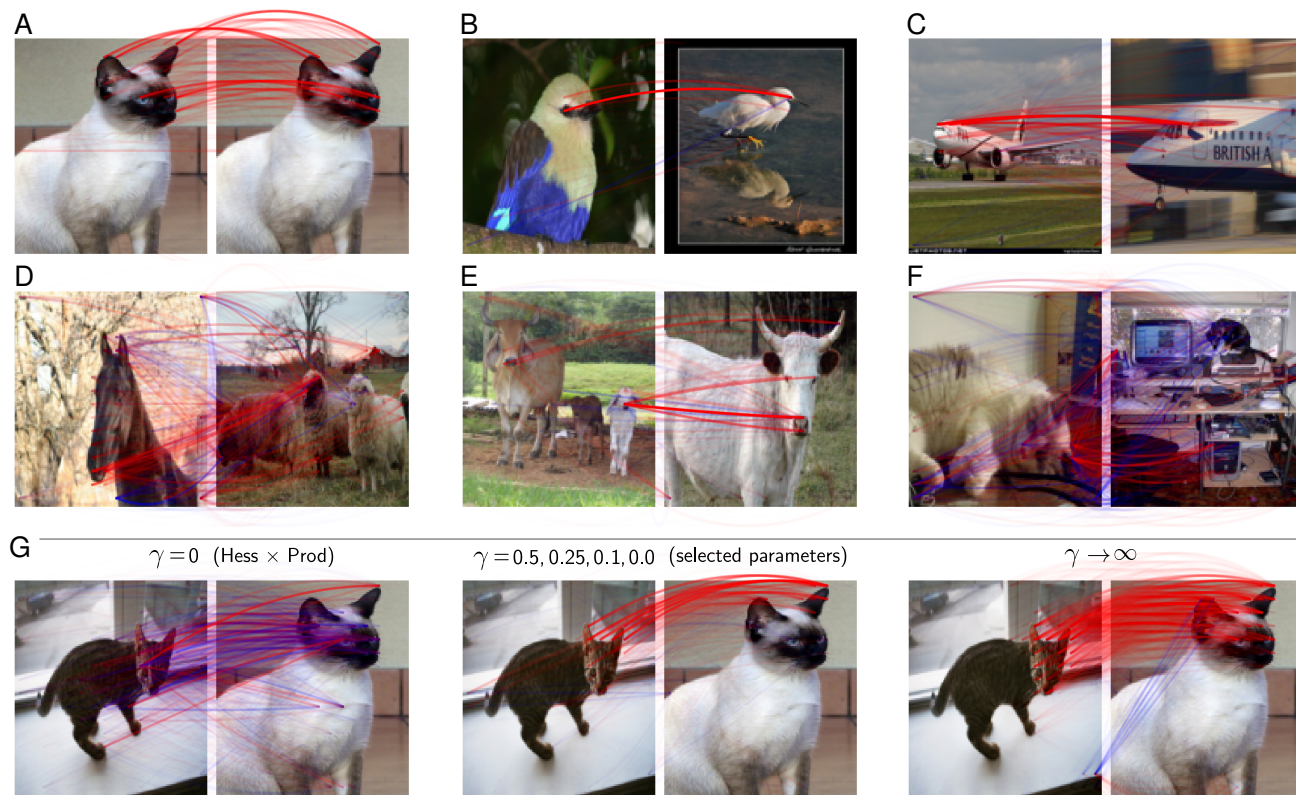 A
B
C
BRITISH A
D
E
F
G
γ = 0 (Hess × Prod)
γ = 0.5, 0.25, 0.1, 0.0 (selected parameters)
γ → ∞